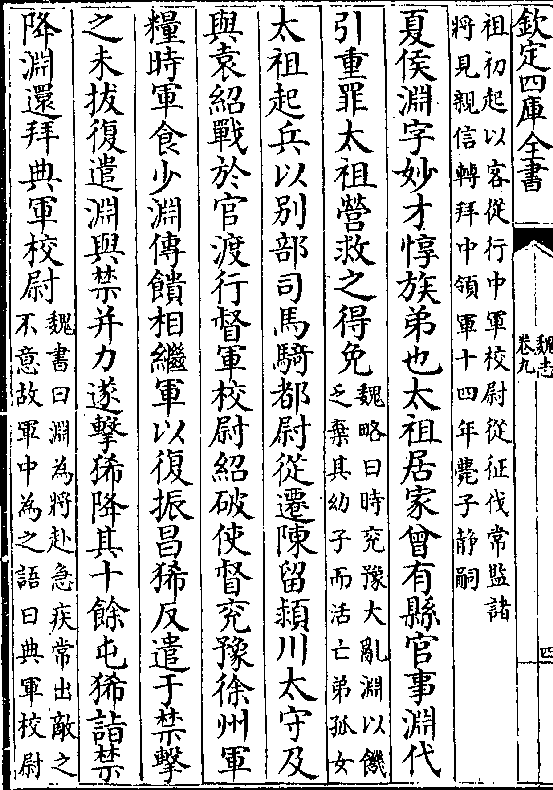 欽定四庫全書
魏志
卷九
四
祖初起以客從行中軍校尉從征伐常監諸
將見親信轉拜中領軍十四年薨子靜嗣
夏侯淵字妙才惇族弟也太祖居家曾有縣官事淵代
引重罪太祖營救之得免
魏略曰時兖豫大亂淵以饑
乏棄其幼子而活亡弟孤女
太祖起兵以别部司馬騎都尉從遷陳留潁川太守及
與袁紹戰於官渡行督軍校尉紹破使督兖豫徐州軍
糧時軍食少淵傳饋相繼軍以復振昌狶反遣于禁擊
之未拔復遣淵與禁并力遂擊狶降其十餘屯狶詣禁
降淵還拜典軍校尉
魏書曰淵為將赴急疾常出敵之
不意故軍中為之語曰典軍校尉